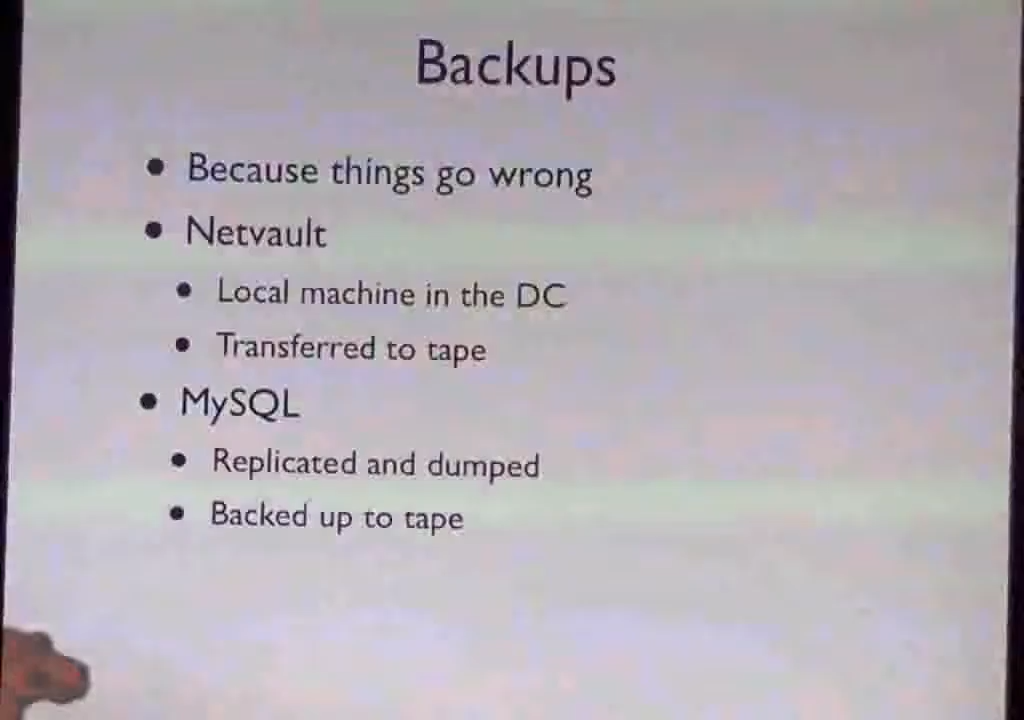 Backups
• Because things go wrong
• Netvault
• Local machine in the DC
• Transferred to tape
• MySQL
• Replicated and dumped
• Backed up to tape